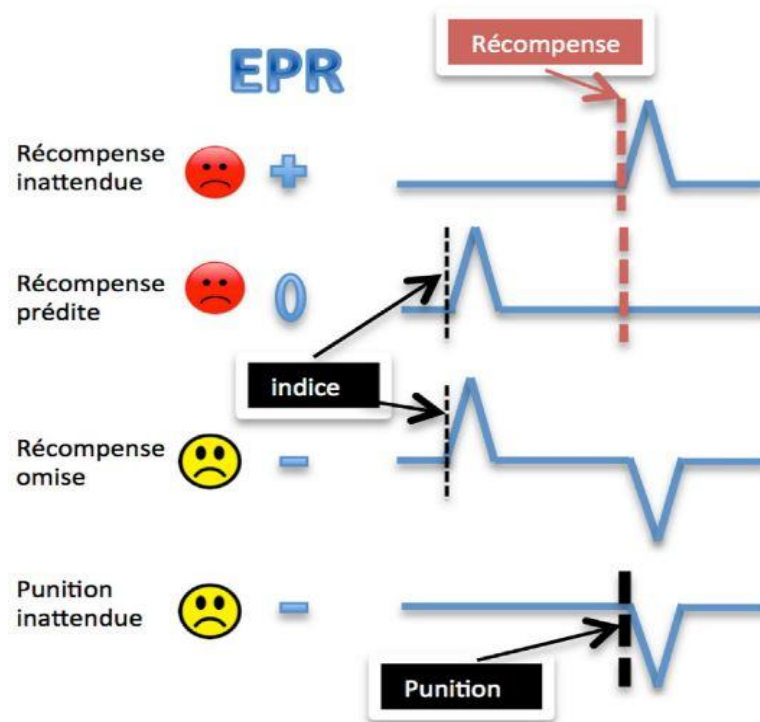 Récompense
EPR
Récompense
inattendue
+
Récompense
prédite
0
indice
Récompense
omise
-
Punition
inattendue
-
Punition